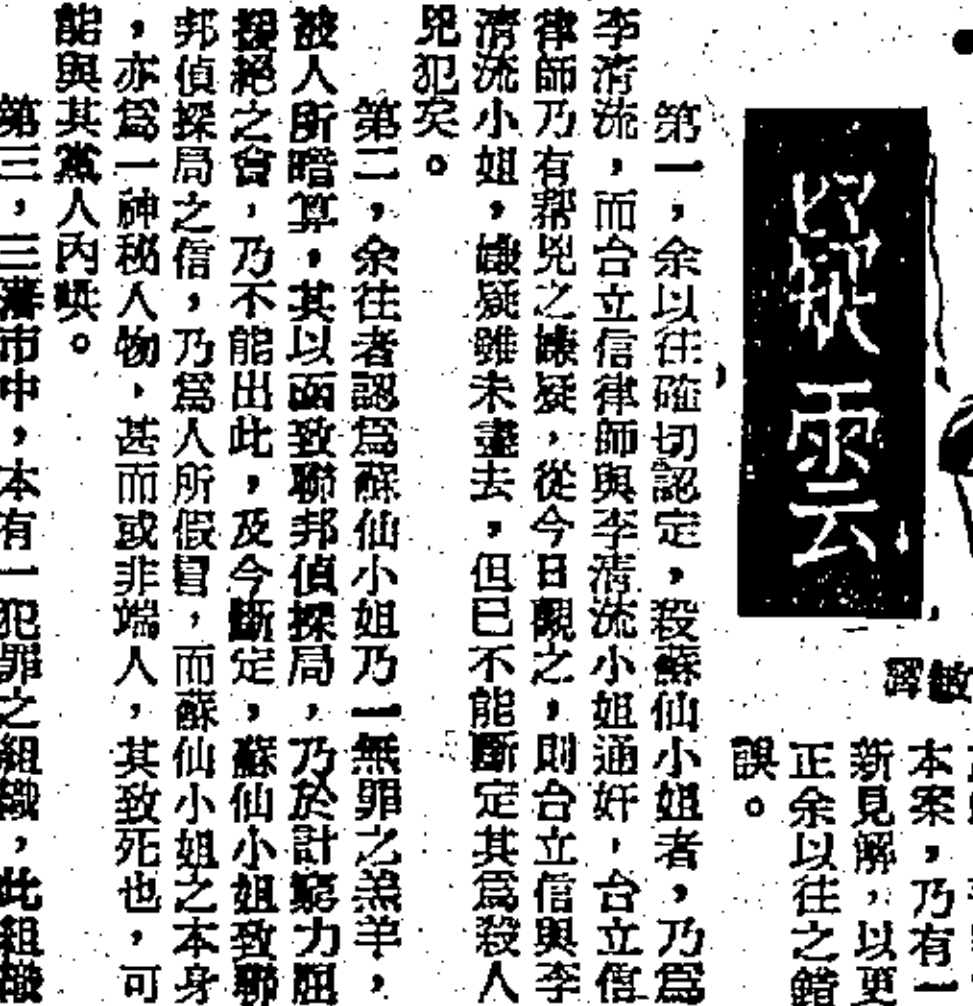 譯
本案，乃有一
新見解，以更
正余以往之錯
誤。
第一，余以往確切認定，殺蘇仙小姐者，乃爲
李清流，而台立信律師與李清流小姐通奸，台立信
律師乃有幫兇之嫌疑，從今日觀之，則台立信與李
清流小姐，嫌疑雖未盡去，但已不能斷定其爲殺人
兇犯矣。
第二，余往者認爲蘇仙小姐乃一無罪之羔羊，
被人所暗算，其以函致聯邦偵探局，乃於計窮力屈
援絕之會，乃不能出此，及今斷定，蘇仙小姐致聯
邦偵探局之信，乃爲人所假冒，而蘇仙小姐之本身
，亦爲一神秘人物，甚而或非端人，其致死也，可
能與其黨人內鬨。
第三，三藩市中，本有一犯罪之組織，此組織